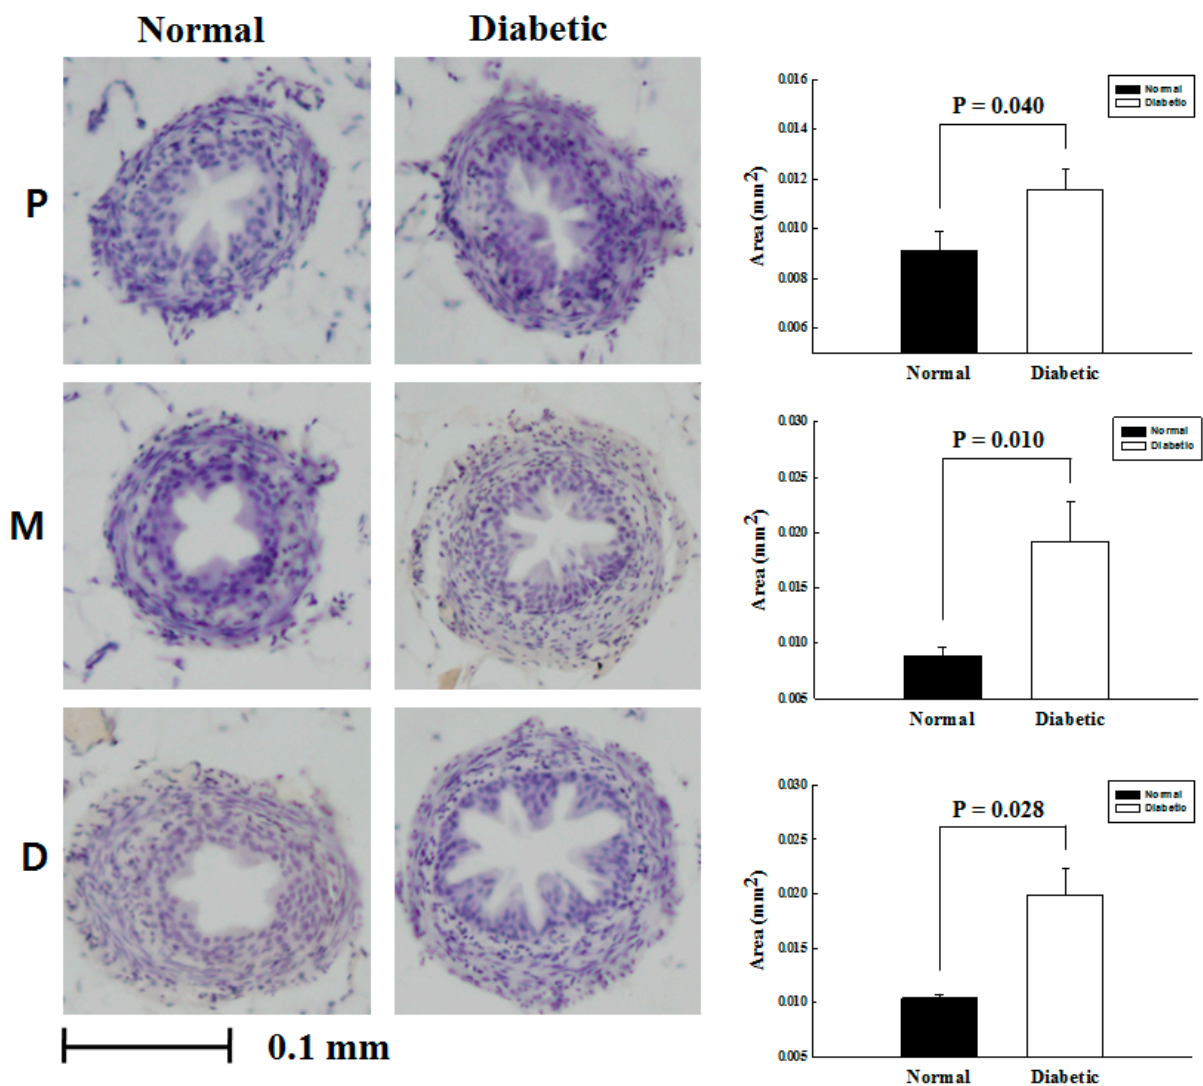 Normal
Diabetic
P
M
D
0.1 mm
0.016
0.014
0.012
0.010
0.008
0.006
Area (mm²)
P = 0.040
Normal
Diabetic
Normal
Diabetic
0.030
0.025
0.020
0.015
0.010
0.005
Area (mm²)
P = 0.010
Normal
Diabetic
Normal
Diabetic
0.030
0.025
0.020
0.015
0.010
0.005
Area (mm²)
P = 0.028
Normal
Diabetic
Normal
Diabetic